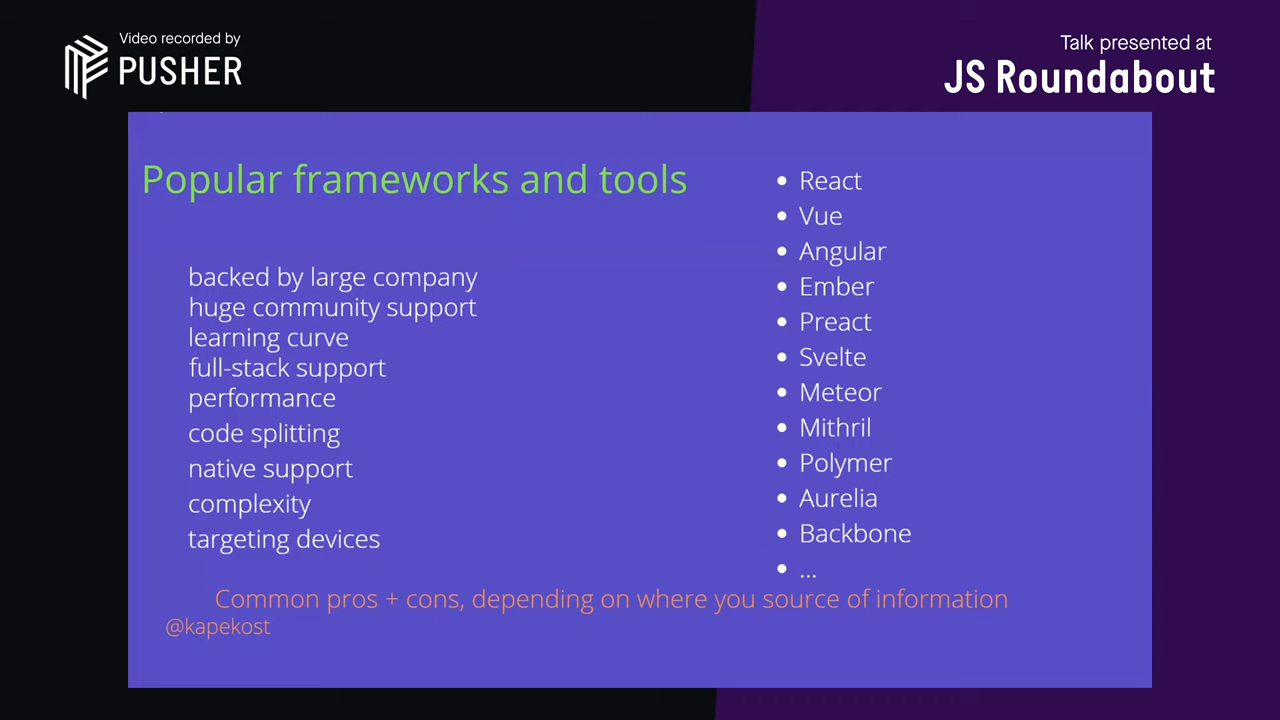 Video recorded by
PUSHER
Talk presented at
JS Roundabout
Popular frameworks and tools
backed by large company
huge community support
learning curve
full-stack support
performance
code splitting
native support
complexity
targeting devices
• React
• Vue
• Angular
• Ember
• Preact
• Svelte
• Meteor
• Mithril
• Polymer
• Aurelia
• Backbone
• ...
Common pros + cons, depending on where you source of information
@kapekost